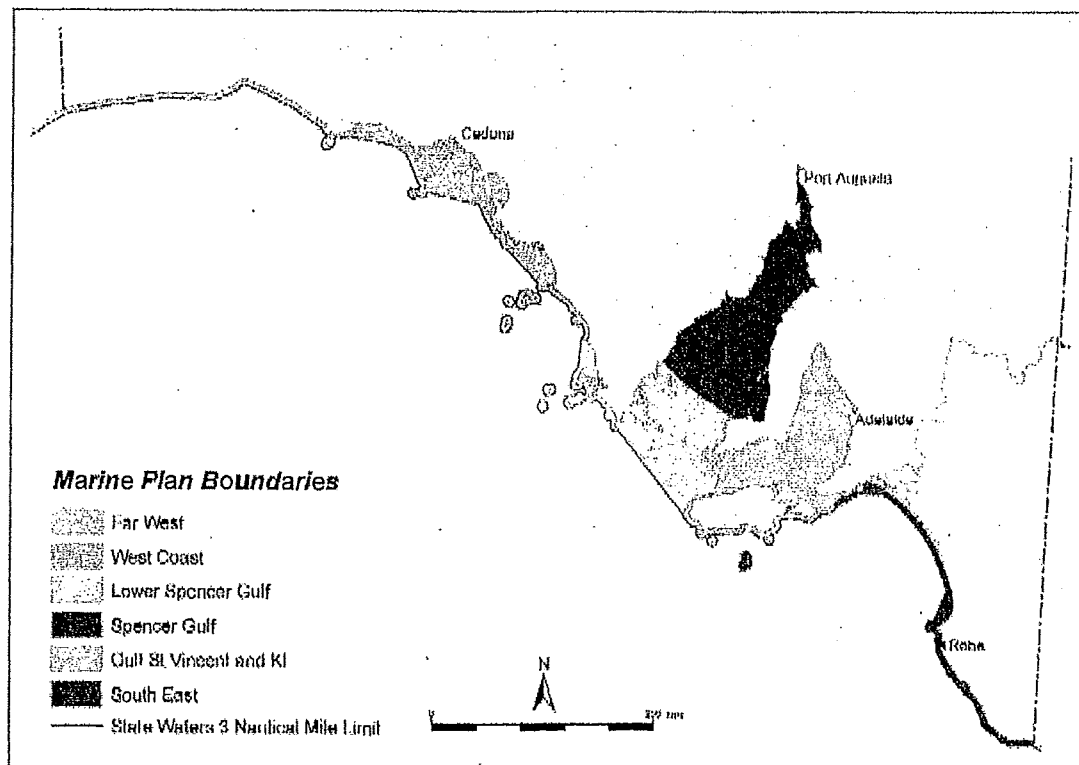 Ceduna
Port Augusta
Adelaide
Marine Plan Boundaries
Far West
West Coast
Lower Spencer Gulf
Spencer Gulf
Gulf St Vincent and KI
South East
State Waters 3 Nautical Mile Limit
N
0
Robe